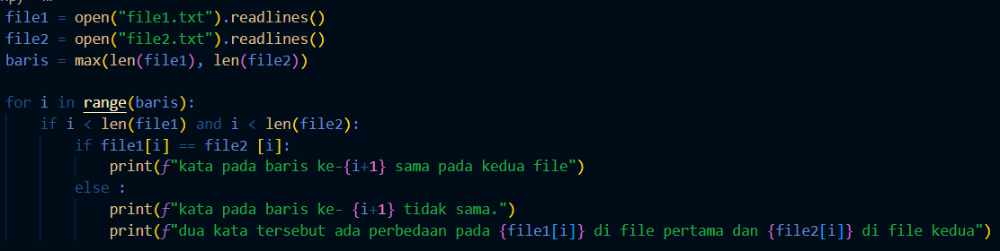 file1 = open("file1.txt").readlines()
file2 = open("file2.txt").readlines()
baris = max(len(file1), len(file2))
for i in range(baris):
    if i < len(file1) and i < len(file2):
        if file1[i] == file2 [i]:
            print(f"kata pada baris ke-{i+1} sama pada kedua file")
        else :
            print(f"kata pada baris ke- {i+1} tidak sama.")
            print(f"dua kata tersebut ada perbedaan pada {file1[i]} di file pertama dan {file2[i]} di file kedua")